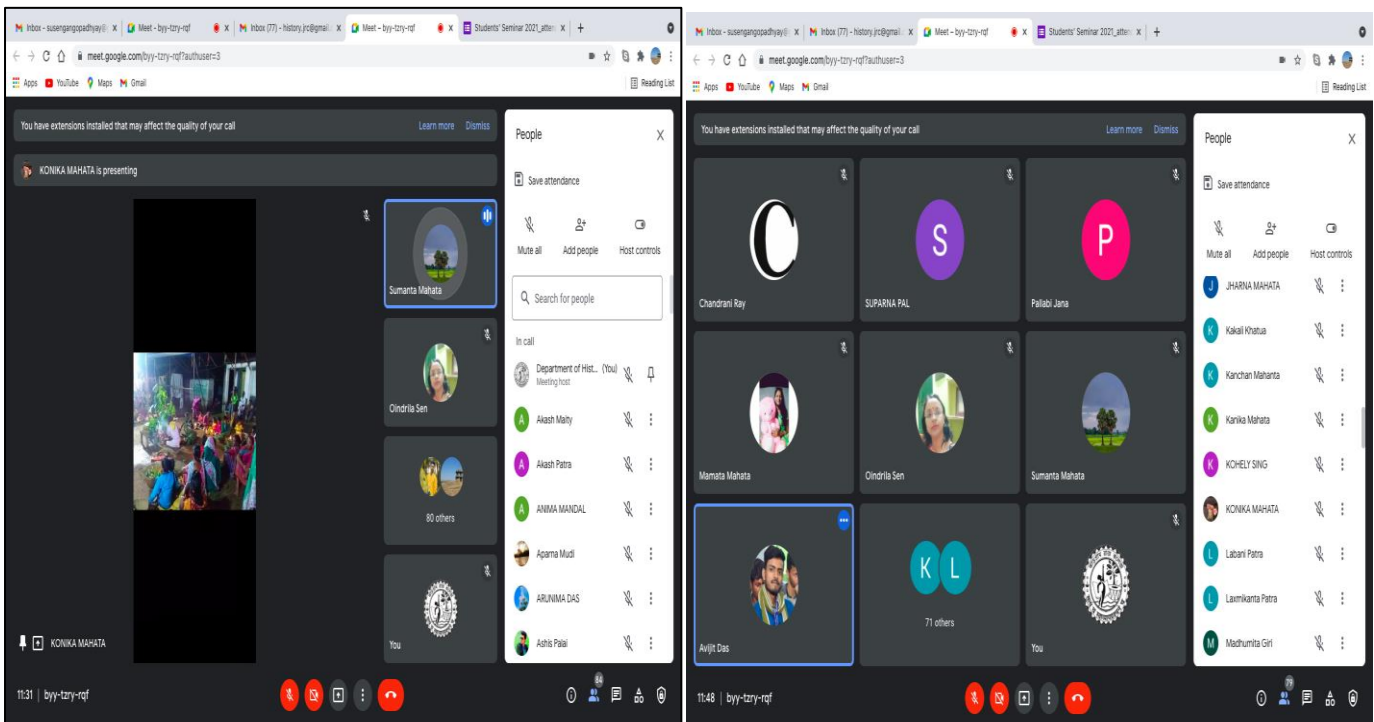 Inbox - susengangopadhyay@ Meet - byy-tzry-rqf Inbox (77) - history.jrc@gmail.c Meet - byy-tzry-rqf Students' Seminar 2021_atten
meet.google.com/byy-tzry-rqf?authuser=3
Apps YouTube Maps Gmail Reading List
You have extensions installed that may affect the quality of your call Learn more Dismiss
KONIKA MAHATA is presenting
Sumanta Mahata
Oindrila Sen
80 others
You
KONIKA MAHATA
People
Save attendance
Mute all Add people Host controls
Search for people
In call
Department of Hist... (You)
Meeting host
A Akash Maity
A Akash Patra
A ANIMA MANDAL
Aparna Mudi
ARUNIMA DAS
Ashis Palai
11:31 | byy-tzry-rqf
84
Inbox - susengangopadhyay@ Inbox (77) - history.jrc@gmail.c Meet - byy-tzry-rqf Students' Seminar 2021_atten
meet.google.com/byy-tzry-rqf?authuser=3
Apps YouTube Maps Gmail Reading List
You have extensions installed that may affect the quality of your call Learn more Dismiss
C S P
Chandrani Ray SUPARNA PAL Pallabi Jana
Mamata Mahata Oindrila Sen Sumanta Mahata
K L
71 others
Avijit Das You
People
Save attendance
Mute all Add people Host controls
J JHARNA MAHATA
K Kakali Khatua
K Kanchan Mahanta
K Kanika Mahata
K KOHELY SING
KONIKA MAHATA
L Labani Patra
L Laxmikanta Patra
M Madhumita Giri
11:48 | byy-tzry-rqf
79